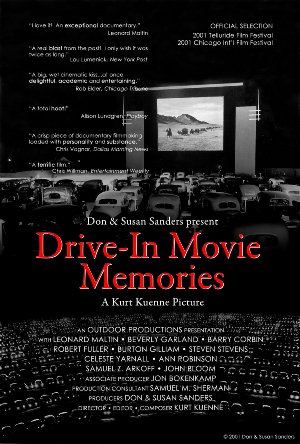 "I love it!  An exceptional documentary."
Leonard Maltin
"A real blast from the past!  I only wish it was
twice as long."
Lou Lumenick, New York Post
"A big, wet cinematic kiss...at once
delightful, academic and entertaining."
Rob Elder, Chicago Tribune
"A total hoot!"
Alison Lundgren, Playboy
"A crisp piece of documentary filmmaking
loaded with personality and substance."
Chris Vognar, Dallas Morning News
"A terrific film."
Chris Willman, Entertainment Weekly
OFFICIAL SELECTION
2001 Telluride Film Festival
2001 Chicago Int'l Film Festival
Don & Susan Sanders present
Drive-In Movie
Memories
A Kurt Kuenne Picture
AN OUTDOOR PRODUCTIONS PRESENTATION
WITH LEONARD MALTIN • BEVERLY GARLAND • BARRY CORBIN
ROBERT FULLER • BURTON GILLIAM • STEVEN STEVENS
CELESTE YARNALL • ANN ROBINSON
SAMUEL Z. ARKOFF • JOHN BLOOM
ASSOCIATE PRODUCER JON BOKENKAMP
PRODUCTION CONSULTANT SAMUEL M. SHERMAN
PRODUCERS DON & SUSAN SANDERS
DIRECTOR • EDITOR • COMPOSER KURT KUENNE
© 2001 Don & Susan Sanders